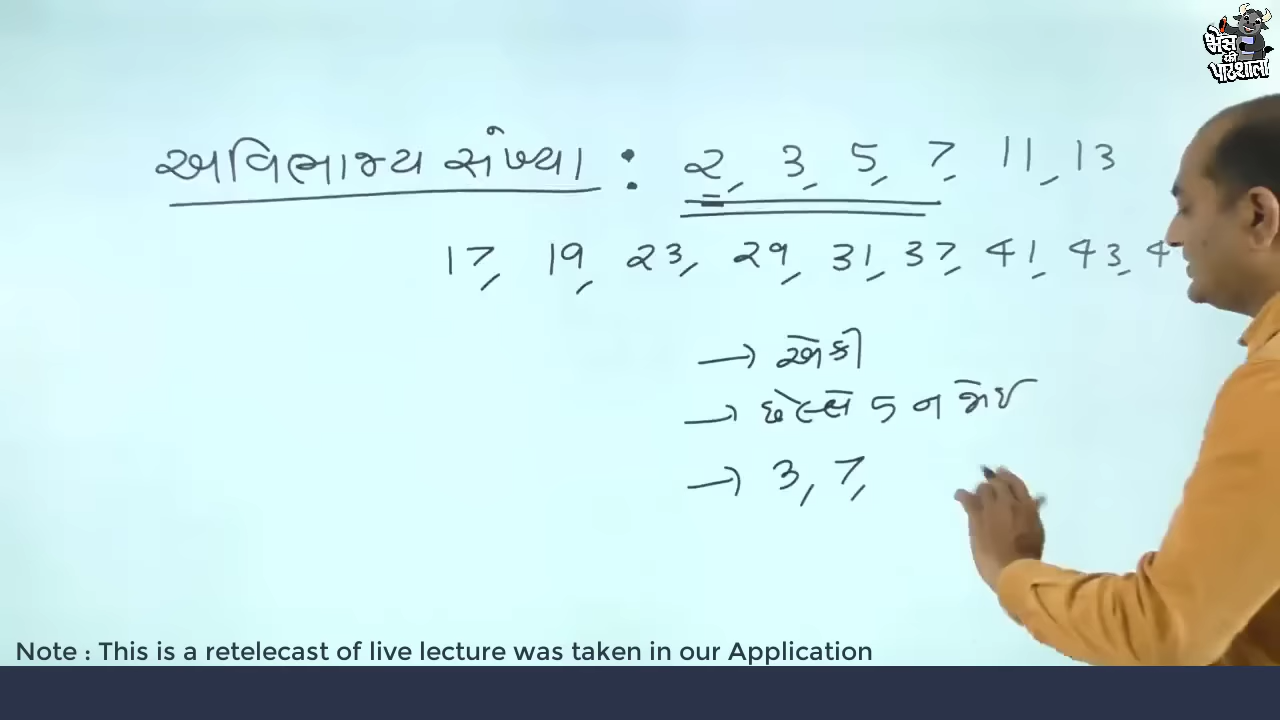 भैंस की पाठशाला
અવિભાજ્ય સંખ્યા : 2, 3, 5, 7, 11, 13
17, 19, 23, 29, 31, 37, 41, 43, 4
→ એકી
→ છેલ્લે 5 ન જોઈ
→ 3, 7,
Note : This is a retelecast of live lecture was taken in our Application